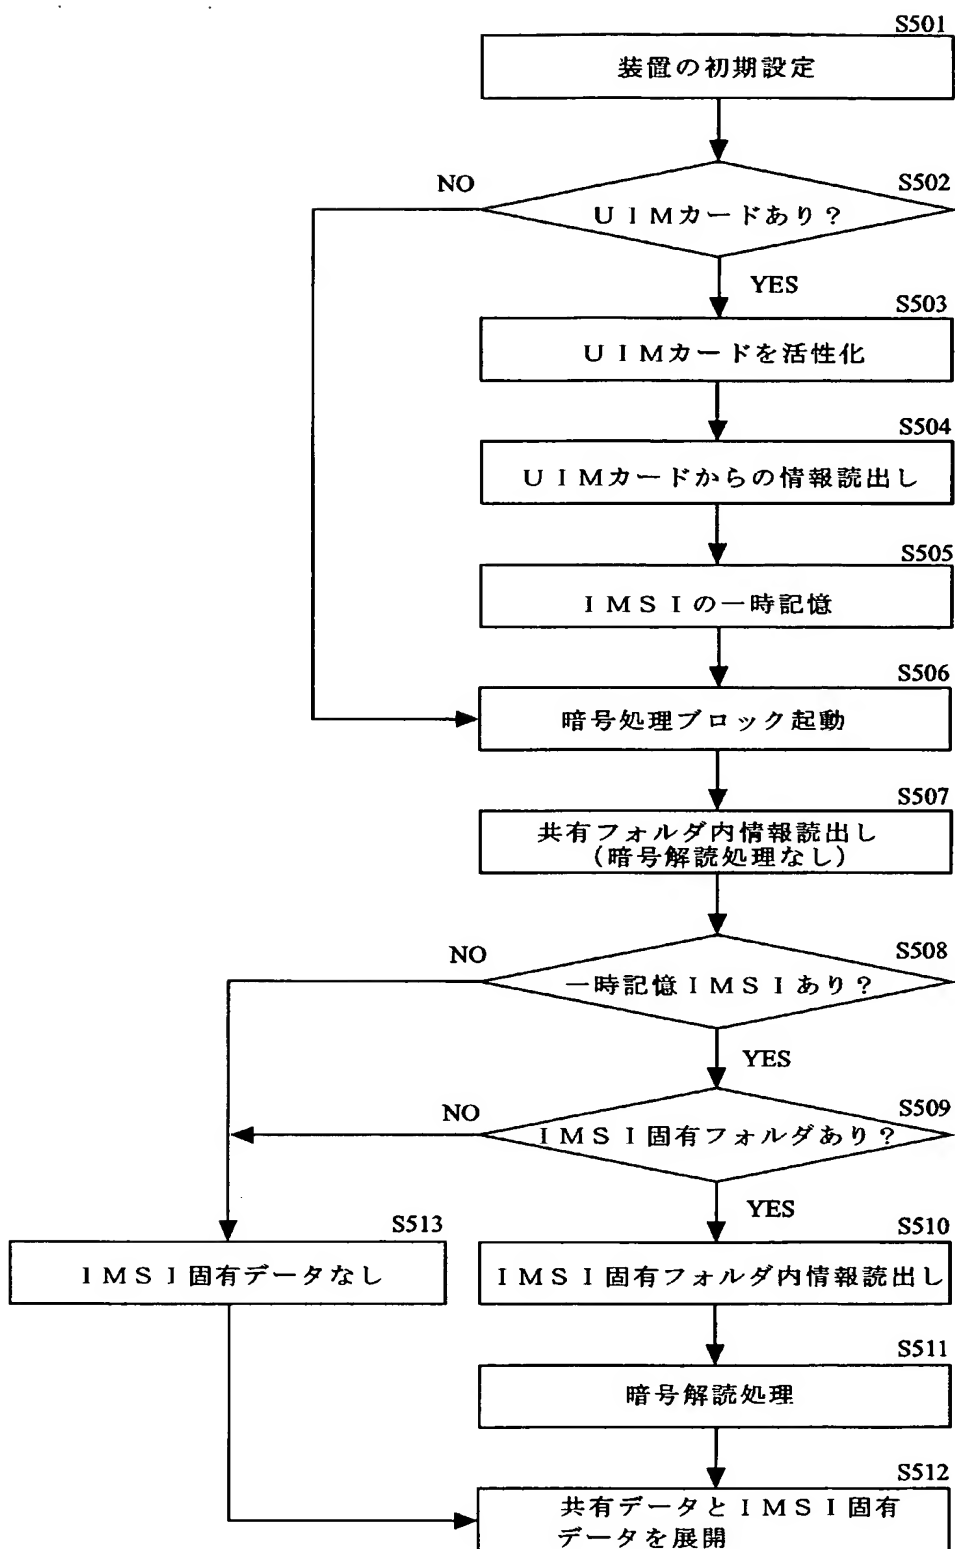 S501
装置の初期設定
NO
S502
UIMカードあり?
YES
S503
UIMカードを活性化
S504
UIMカードからの情報読出し
S505
IMSIの一時記憶
S506
暗号処理ブロック起動
S507
共有フォルダ内情報読出し
(暗号解読処理なし)
NO
S508
一時記憶IMSIあり?
YES
NO
S509
IMSI固有フォルダあり?
YES
S513
S510
IMSI固有データなし
IMSI固有フォルダ内情報読出し
S511
暗号解読処理
S512
共有データとIMSI固有
データを展開